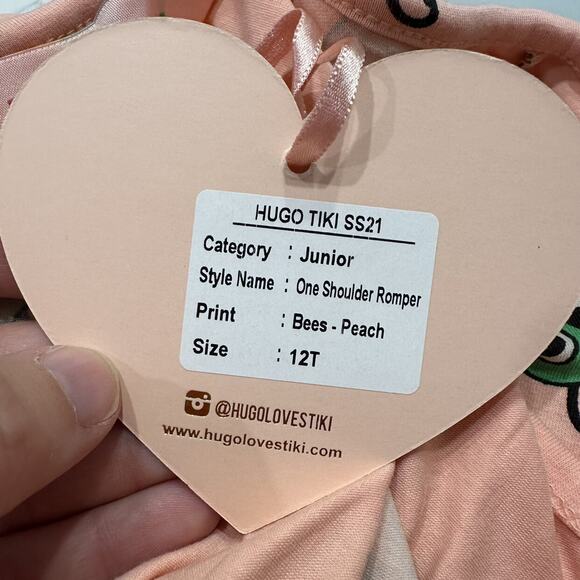 HUGO TIKI SS21
Category : Junior
Style Name : One Shoulder Romper
Print : Bees - Peach
Size : 12T
@HUGOLOVESTIKI
www.hugolovestiki.com